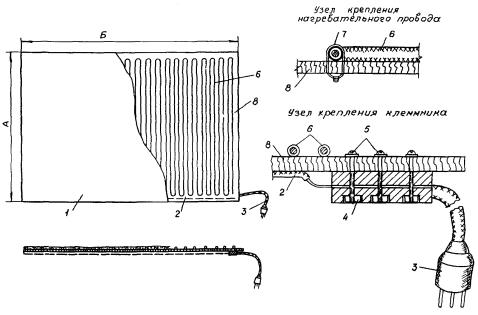 Б
А
1
2
3
6
8
Узел крепления
нагревательного провода
7
6
8
Узел крепления клеммника
6
5
8
2
4
3